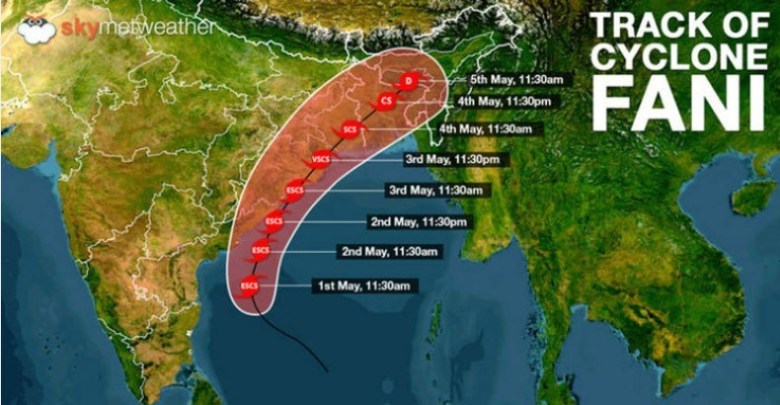 skymetweather
TRACK OF
CYCLONE
FANI
D
5th May, 11:30am
CS
4th May, 11:30pm
SCS
4th May, 11:30am
VSCS
3rd May, 11:30pm
ESCS
3rd May, 11:30am
ESCS
2nd May, 11:30pm
ESCS
2nd May, 11:30am
ESCS
1st May, 11:30am